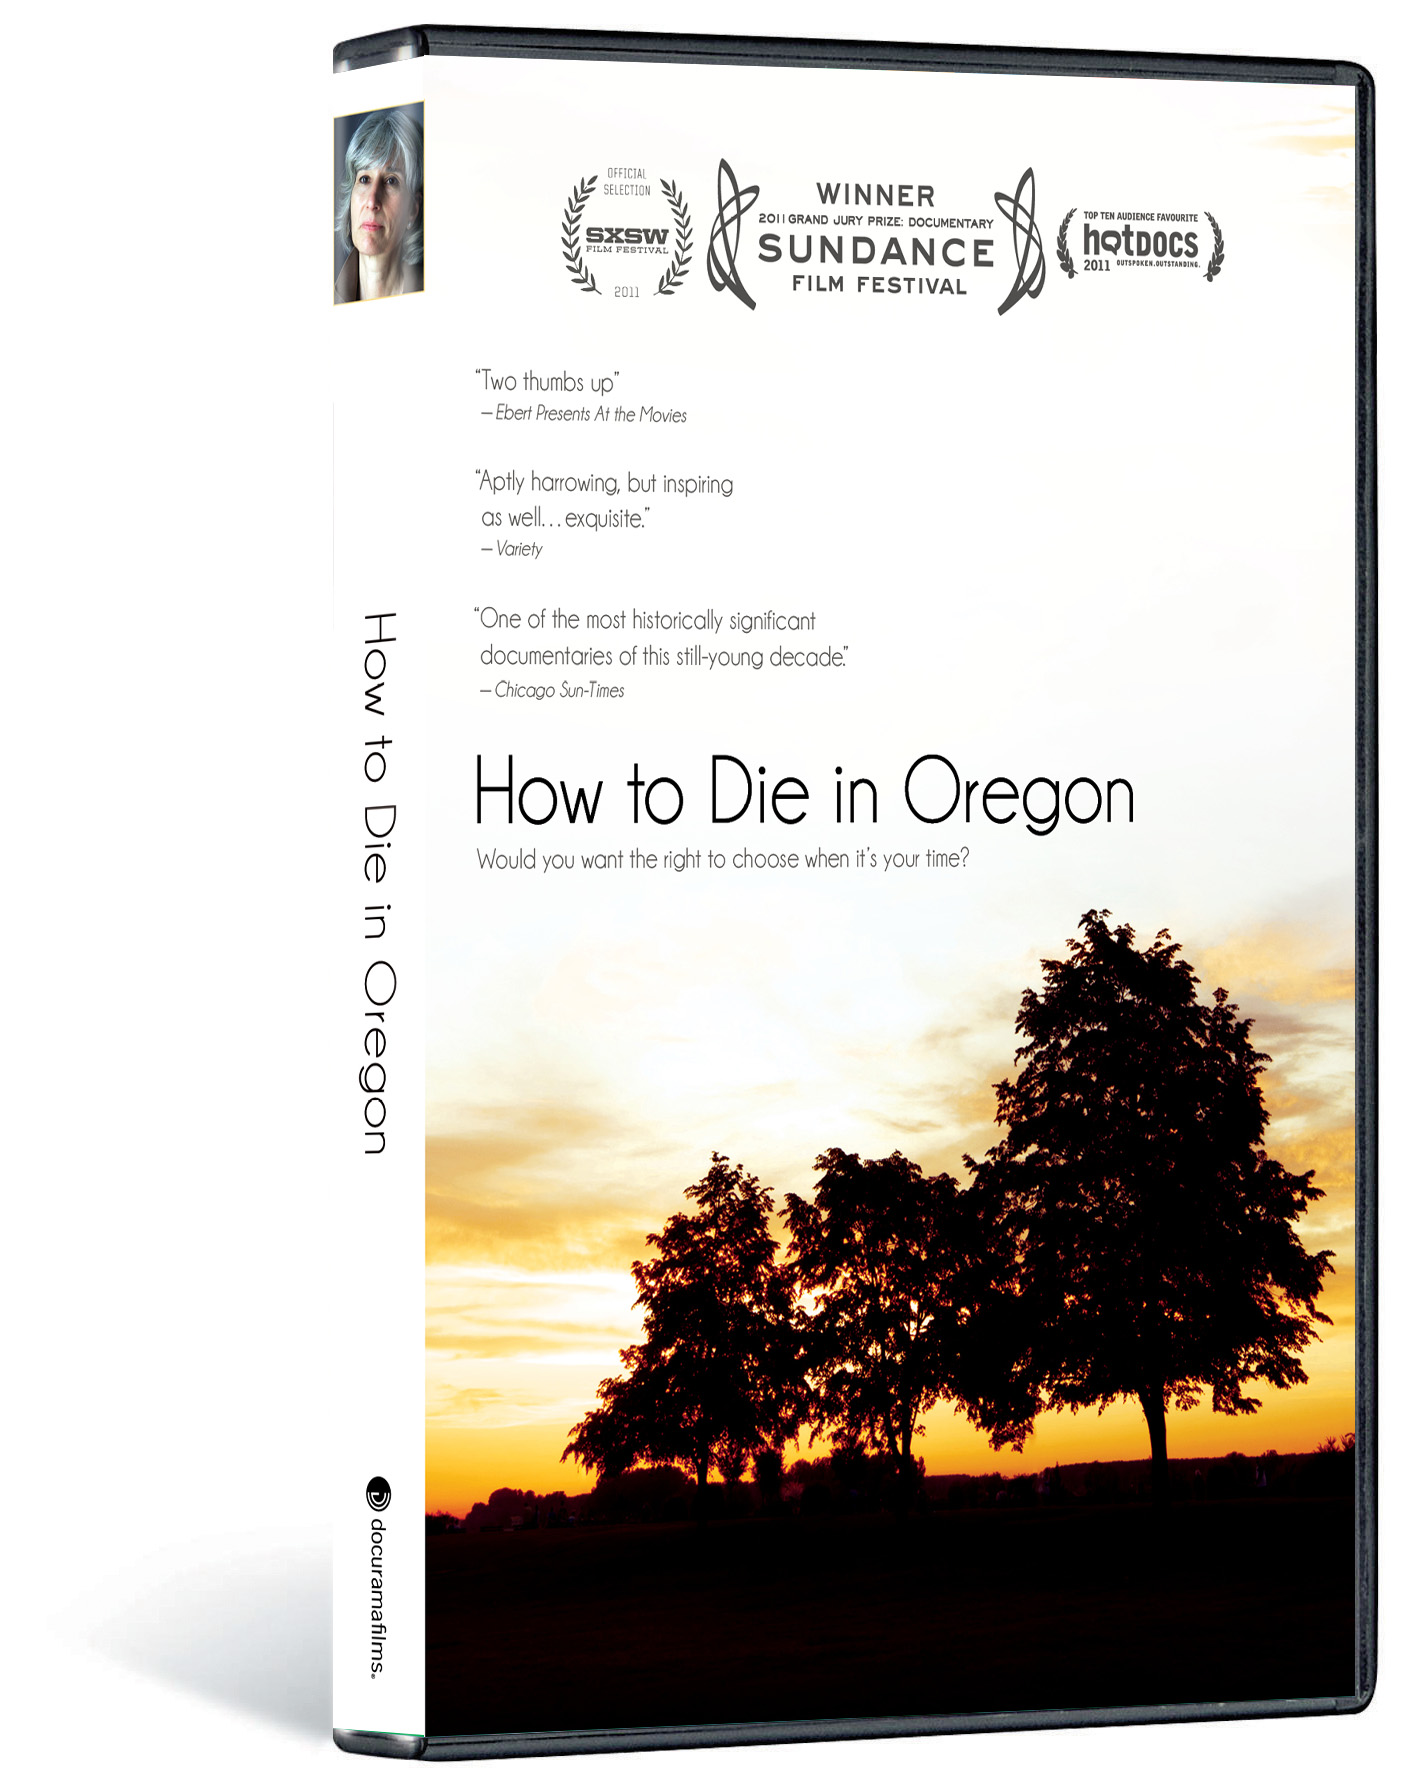 How to Die in Oregon
docuramafilms®
OFFICIAL
SELECTION
SXSW
FILM FESTIVAL
2011
WINNER
2011 GRAND JURY PRIZE: DOCUMENTARY
SUNDANCE
FILM FESTIVAL
TOP TEN AUDIENCE FAVOURITE
hotDOCS
2011 OUTSPOKEN. OUTSTANDING.
“Two thumbs up”
– Ebert Presents At the Movies
“Aptly harrowing, but inspiring
as well…exquisite.”
– Variety
“One of the most historically significant
documentaries of this still-young decade.”
– Chicago Sun-Times
How to Die in Oregon
Would you want the right to choose when it's your time?